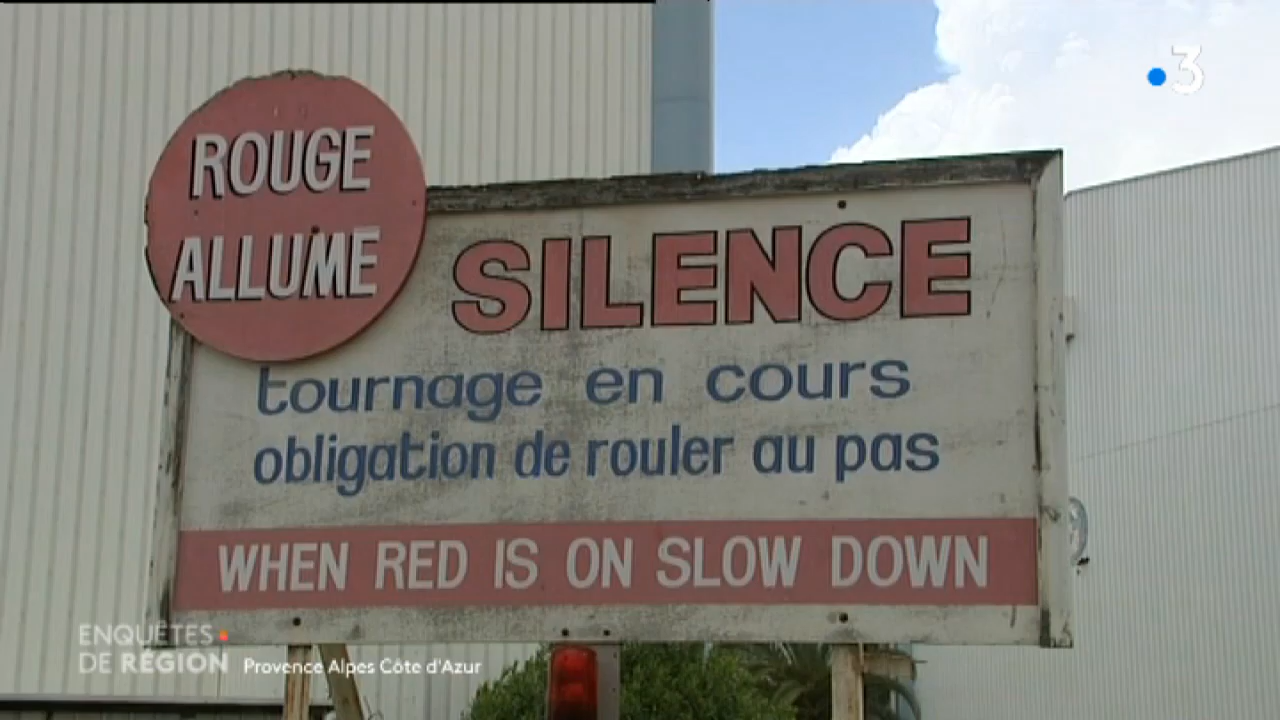 3
ROUGE
ALLUME
SILENCE
tournage en cours
obligation de rouler au pas
WHEN RED IS ON SLOW DOWN
ENQUÊTES
DE RÉGION Provence Alpes Côte d'Azur